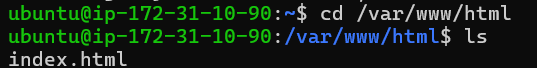 ubuntu@ip-172-31-10-90:~$ cd /var/www/html
ubuntu@ip-172-31-10-90:/var/www/html$ ls
index.html